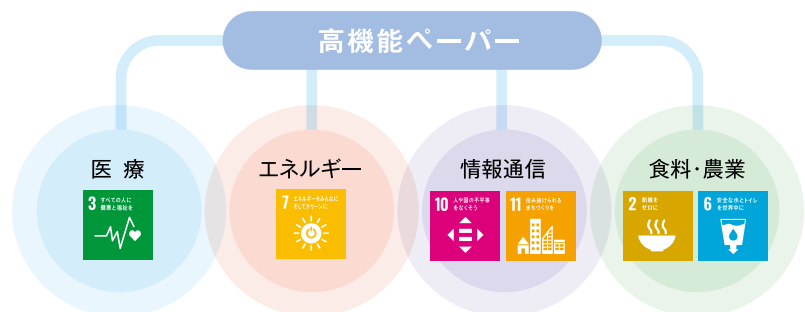 高機能ペーパー
医 療
3 すべての人に
健康と福祉を
エネルギー
7 エネルギーをみんなに
そしてクリーンに
情報通信
10 人や国の不平等
をなくそう
11 住み続けられる
まちづくりを
食料・農業
2 飢餓を
ゼロに
6 安全な水とトイレ
を世界中に